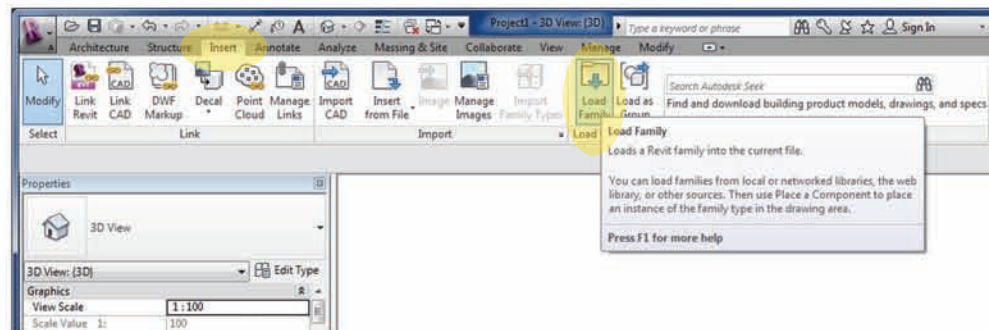 Project1 - 3D View: {3D}
Type a keyword or phrase
Sign In
Architecture Structure Insert Annotate Analyze Massing & Site Collaborate View Manage Modify
Modify
Link Revit
Link CAD
DWF Markup
Decal
Point Cloud
Manage Links
Import CAD
Insert from File
Image
Manage Images
Import Family Types
Load Family
Load as Group
Search Autodesk Seek
Find and download building product models, drawings, and specs
Select
Link
Import
Load
Load Family
Loads a Revit family into the current file.
You can load families from local or networked libraries, the web
library, or other sources. Then use Place a Component to place
an instance of the family type in the drawing area.
Press F1 for more help
Properties
3D View
3D View: {3D}
Edit Type
Graphics
View Scale 1 : 100
Scale Value 1: 100